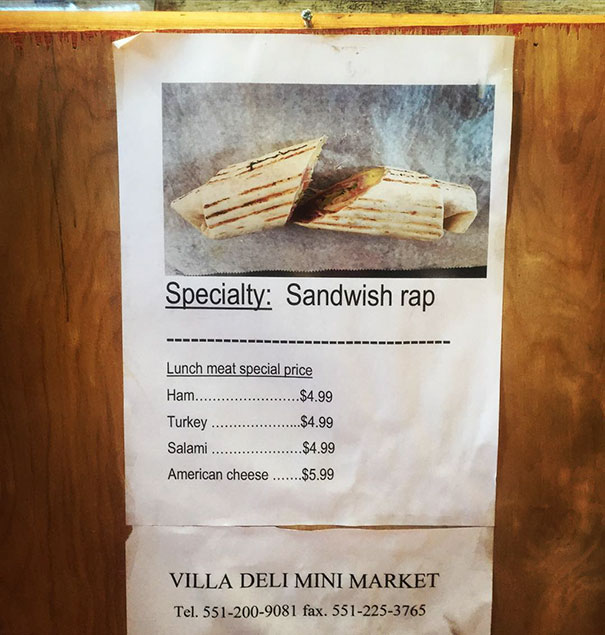 Specialty: Sandwish rap
------------------------------------
Lunch meat special price
Ham........................$4.99
Turkey .....................$4.99
Salami .....................$4.99
American cheese .......$5.99
VILLA DELI MINI MARKET
Tel. 551-200-9081 fax. 551-225-3765